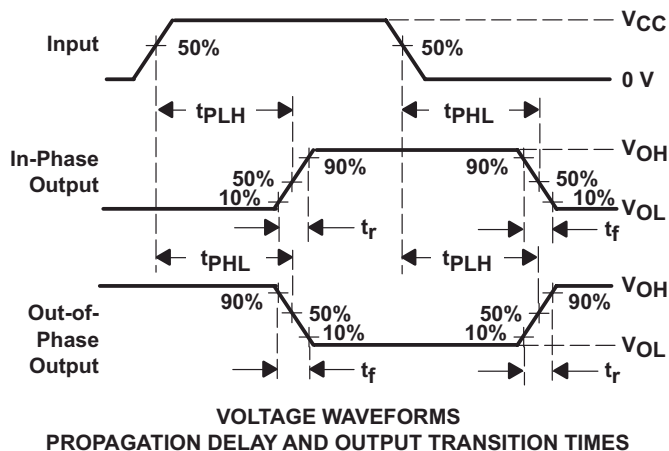 Input
50%
50%
VCC
0 V
tPLH
tPHL
In-Phase
Output
50%
10%
90%
90%
50%
10%
VOH
VOL
tr
tf
tPHL
tPLH
Out-of-
Phase
Output
90%
50%
10%
50%
10%
90%
VOH
VOL
tf
tr
VOLTAGE WAVEFORMS
PROPAGATION DELAY AND OUTPUT TRANSITION TIMES